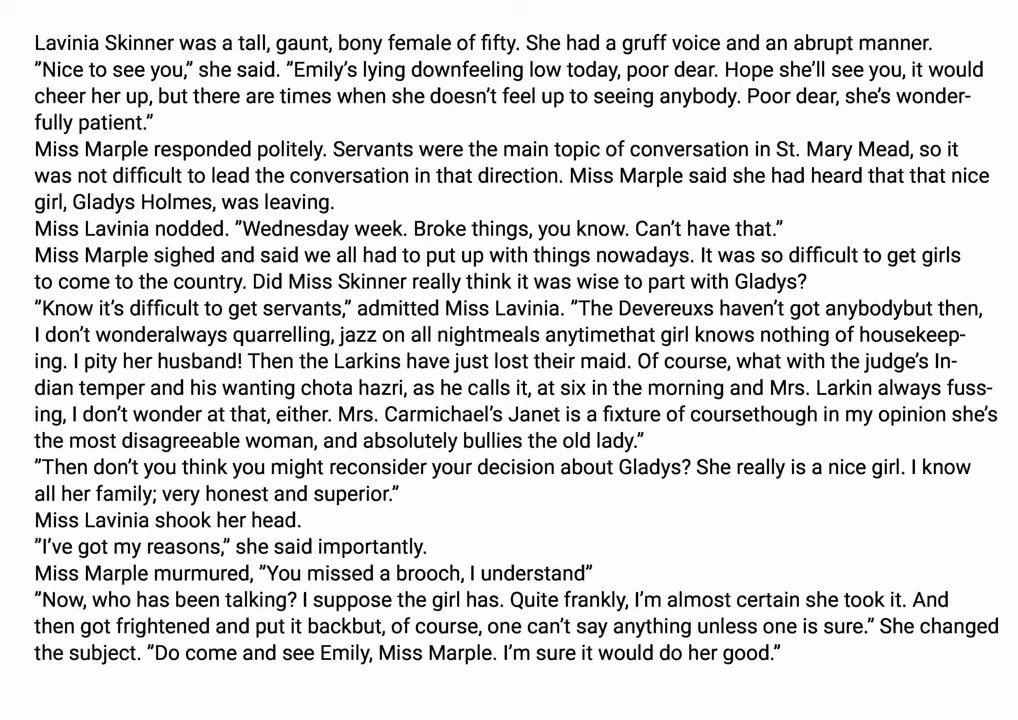 Lavinia Skinner was a tall, gaunt, bony female of fifty. She had a gruff voice and an abrupt manner.
”Nice to see you,” she said. ”Emily’s lying downfeeling low today, poor dear. Hope she’ll see you, it would
cheer her up, but there are times when she doesn’t feel up to seeing anybody. Poor dear, she’s wonder-
fully patient.”
Miss Marple responded politely. Servants were the main topic of conversation in St. Mary Mead, so it
was not difficult to lead the conversation in that direction. Miss Marple said she had heard that that nice
girl, Gladys Holmes, was leaving.
Miss Lavinia nodded. ”Wednesday week. Broke things, you know. Can’t have that.”
Miss Marple sighed and said we all had to put up with things nowadays. It was so difficult to get girls
to come to the country. Did Miss Skinner really think it was wise to part with Gladys?
”Know it’s difficult to get servants,” admitted Miss Lavinia. ”The Devereuxs haven’t got anybodybut then,
I don’t wonderalways quarrelling, jazz on all nightmeals anytimethat girl knows nothing of housekeep-
ing. I pity her husband! Then the Larkins have just lost their maid. Of course, what with the judge’s In-
dian temper and his wanting chota hazri, as he calls it, at six in the morning and Mrs. Larkin always fuss-
ing, I don’t wonder at that, either. Mrs. Carmichael’s Janet is a fixture of coursethough in my opinion she’s
the most disagreeable woman, and absolutely bullies the old lady.”
”Then don’t you think you might reconsider your decision about Gladys? She really is a nice girl. I know
all her family; very honest and superior.”
Miss Lavinia shook her head.
”I’ve got my reasons,” she said importantly.
Miss Marple murmured, ”You missed a brooch, I understand”
”Now, who has been talking? I suppose the girl has. Quite frankly, I’m almost certain she took it. And
then got frightened and put it backbut, of course, one can’t say anything unless one is sure.” She changed
the subject. ”Do come and see Emily, Miss Marple. I’m sure it would do her good.”